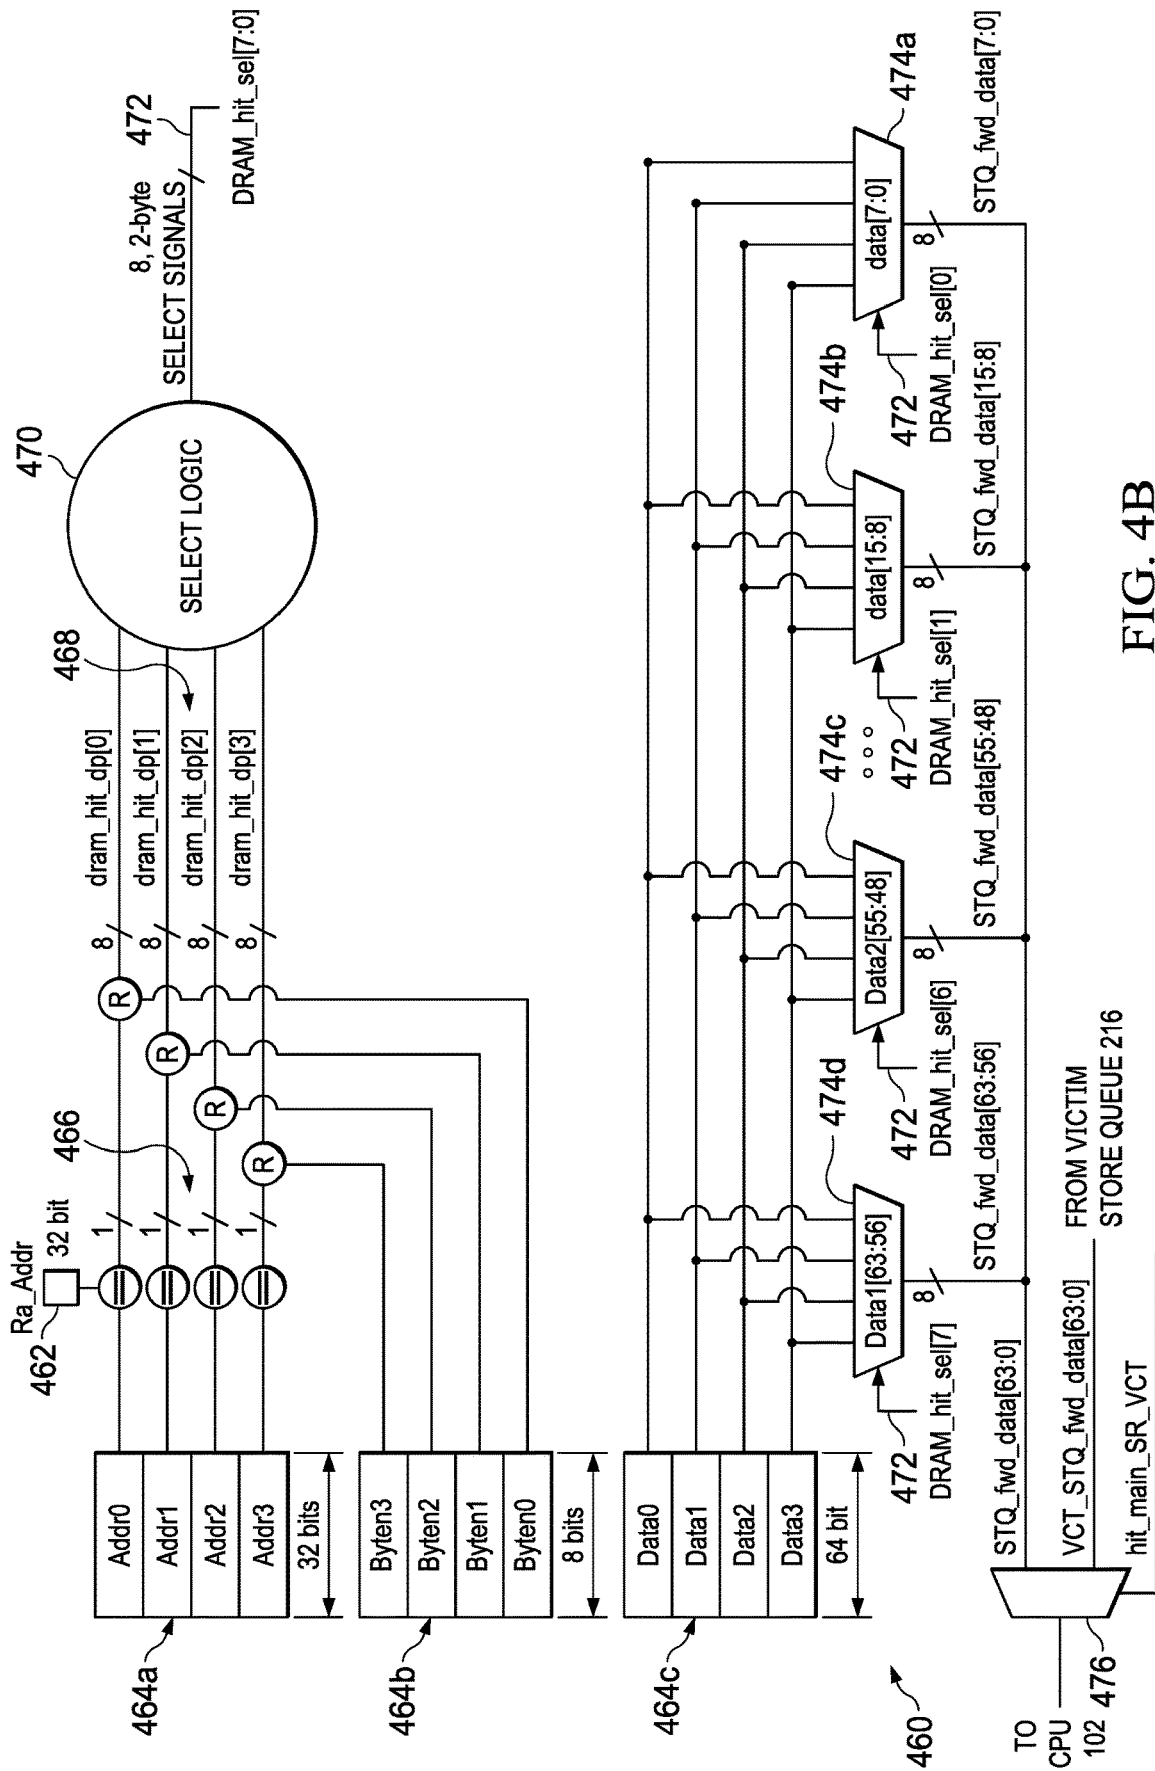 Ra_Addr
32 bit
462
466
468
470
472
464a
Addr0
Addr1
Addr2
Addr3
32 bits
1
1
1
1
R
R
R
R
8
8
8
8
dram_hit_dp[0]
dram_hit_dp[1]
dram_hit_dp[2]
dram_hit_dp[3]
SELECT LOGIC
8, 2-byte
SELECT SIGNALS
DRAM_hit_sel[7:0]
464b
Byten3
Byten2
Byten1
Byten0
8 bits
464c
Data0
Data1
Data2
Data3
64 bit
474d
474c
474b
474a
Data1[63:56]
Data2[55:48]
data[15:8]
data[7:0]
472
DRAM_hit_sel[7]
472
DRAM_hit_sel[6]
472
DRAM_hit_sel[1]
472
DRAM_hit_sel[0]
8
8
8
8
STQ_fwd_data[63:56]
STQ_fwd_data[55:48]
STQ_fwd_data[15:8]
STQ_fwd_data[7:0]
460
STQ_fwd_data[63:0]
VCT_STQ_fwd_data[63:0]
FROM VICTIM
STORE QUEUE 216
hit_main_SR_VCT
TO
CPU
102
476
FIG. 4B